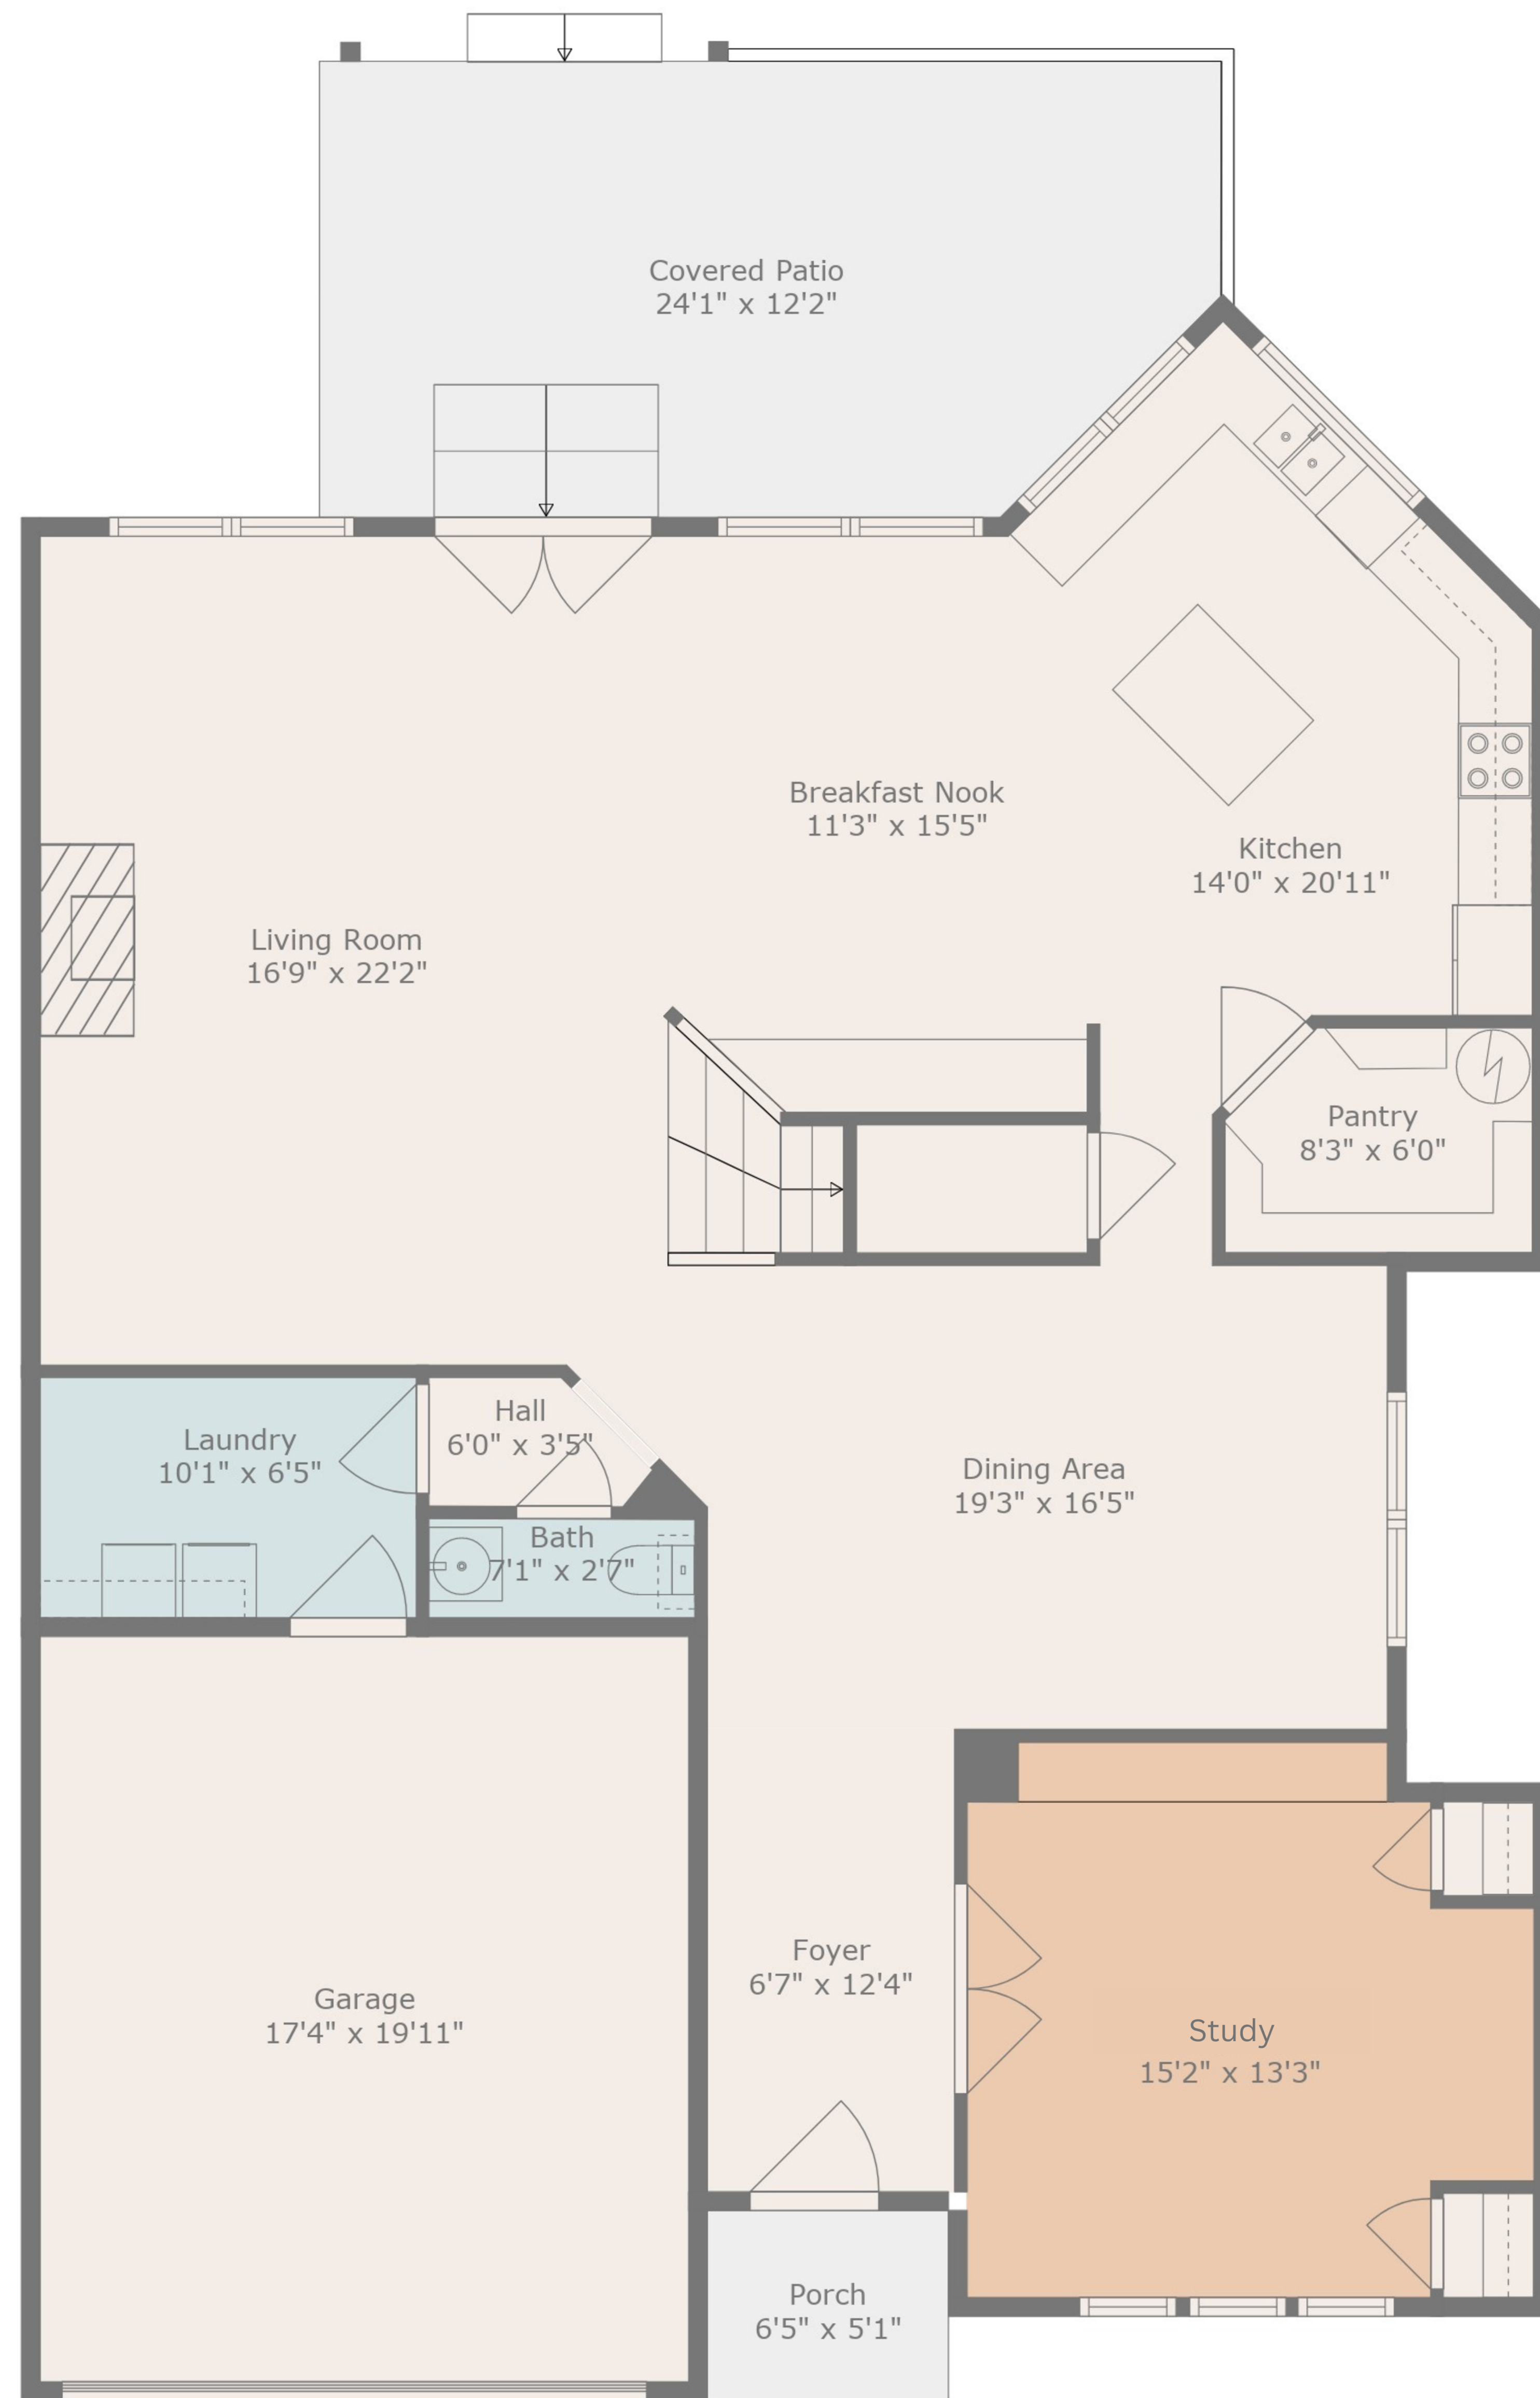 Covered Patio
24'1" x 12'2"
Breakfast Nook
11'3" x 15'5"
Kitchen
14'0" x 20'11"
Living Room
16'9" x 22'2"
Pantry
8'3" x 6'0"
Hall
6'0" x 3'5"
Laundry
10'1" x 6'5"
Dining Area
19'3" x 16'5"
Bath
7'1" x 2'7"
Foyer
6'7" x 12'4"
Garage
17'4" x 19'11"
Study
15'2" x 13'3"
Porch
6'5" x 5'1"